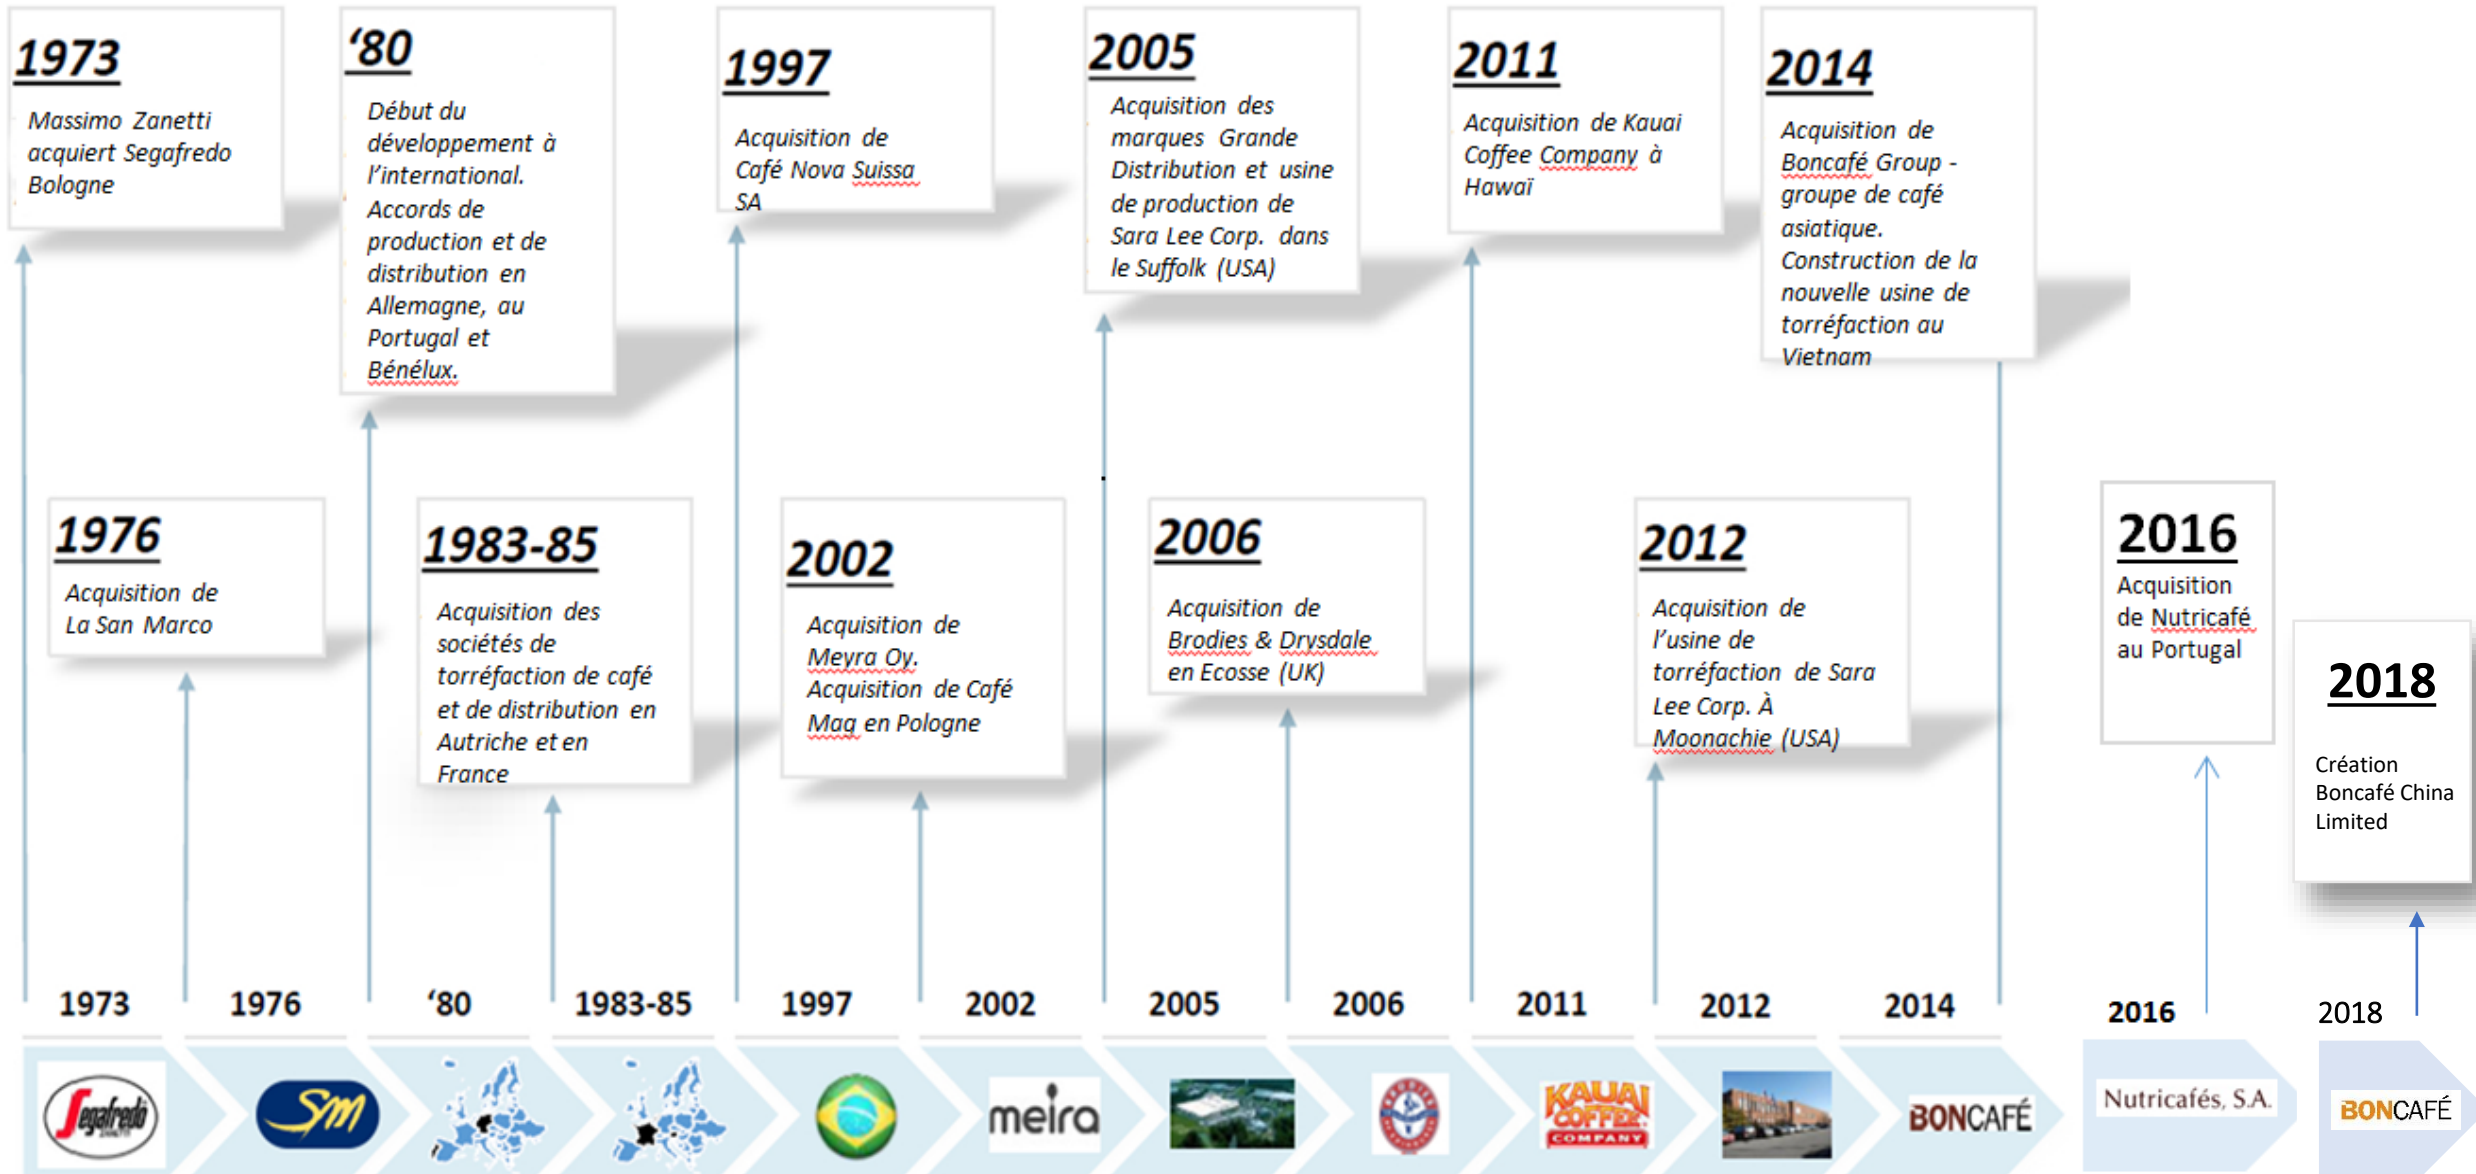 1973
Massimo Zanetti
acquiert Segafredo
Bologne
‘80
Début du
développement à
l’international.
Accords de
production et de
distribution en
Allemagne, au
Portugal et
Bénélux.
1997
Acquisition de
Café Nova Suissa
SA
2005
Acquisition des
marques Grande
Distribution et usine
de production de
Sara Lee Corp. dans
le Suffolk (USA)
2011
Acquisition de Kauai
Coffee Company à
Hawaï
2014
Acquisition de
Boncafé Group -
groupe de café
asiatique.
Construction de la
nouvelle usine de
torréfaction au
Vietnam
1976
Acquisition de
La San Marco
1983-85
Acquisition des
sociétés de
torréfaction de café
et de distribution en
Autriche et en
France
2002
Acquisition de
Meyra Oy.
Acquisition de Café
Mag en Pologne
2006
Acquisition de
Brodies & Drysdale
en Ecosse (UK)
2012
Acquisition de
l’usine de
torréfaction de Sara
Lee Corp. À
Moonachie (USA)
2016
Acquisition
de Nutricafé
au Portugal
2018
Création
Boncafé China
Limited
1973 1976 ‘80 1983-85 1997 2002 2005 2006 2011 2012 2014 2016 2018
Segafredo
ZANETTI
SM
meira
KAUAI
COFFEE
COMPANY
BONCAFÉ
Nutricafés, S.A.
BONCAFÉ